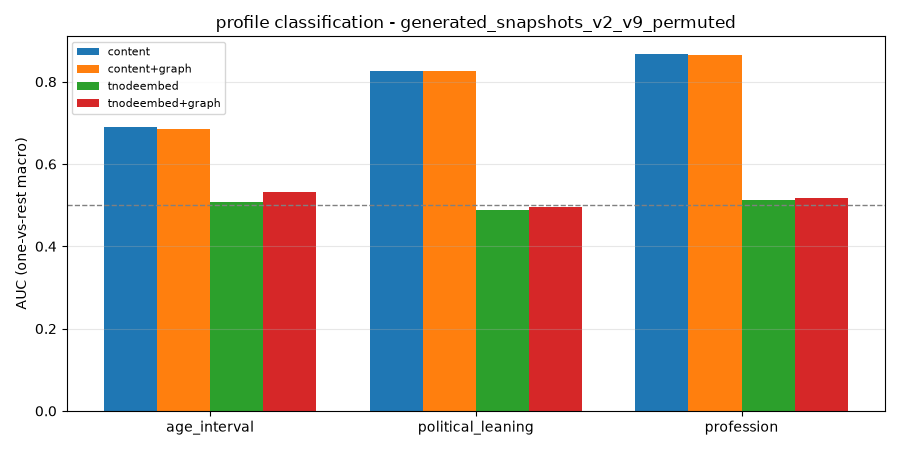 profile classification - generated_snapshots_v2_v9_permuted
content
content+graph
tnodeembed
tnodeembed+graph
AUC (one-vs-rest macro)
0.8
0.6
0.4
0.2
0.0
age_interval
political_leaning
profession